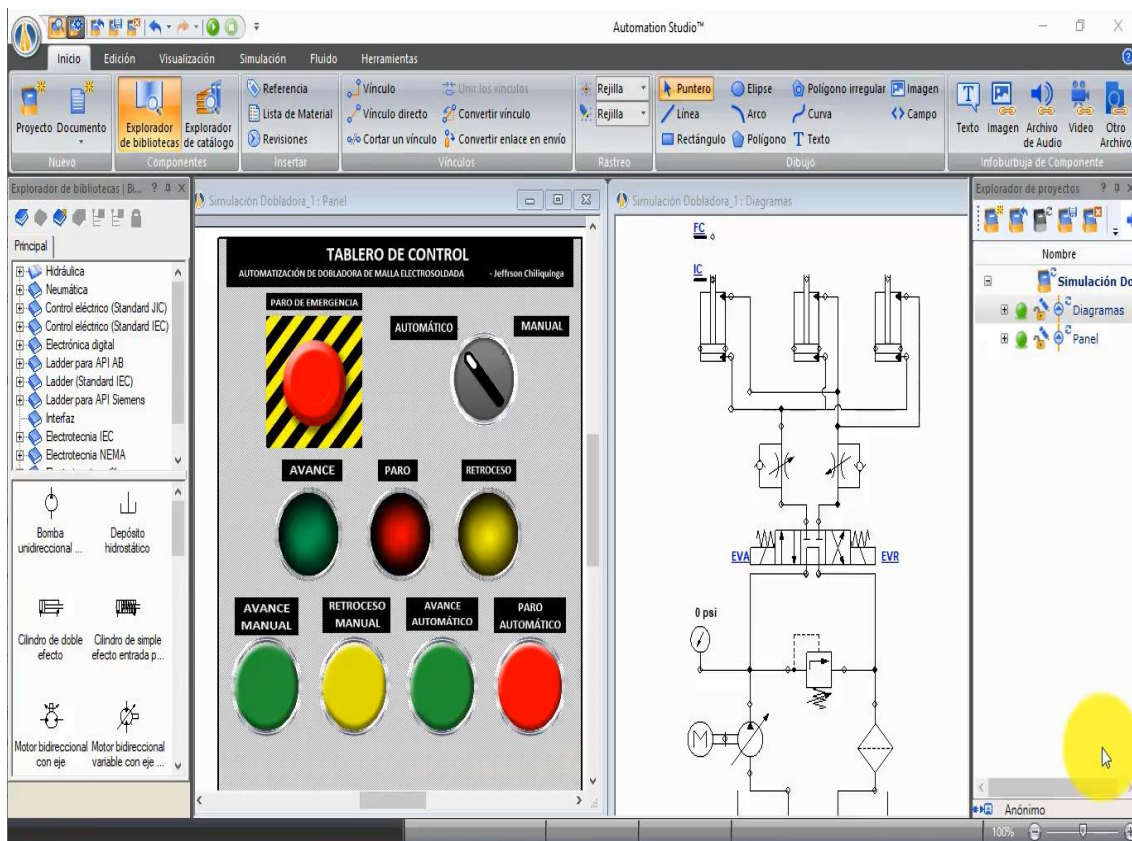 Automation Studio™
Inicio Edición Visualización Simulación Fluido Herramientas
Proyecto Documento
Nuevo
Explorador de bibliotecas
Explorador de catálogo
Componentes
Referencia
Lista de Material
Revisiones
Insertar
Vínculo
Vínculo directo
Cortar un vínculo
Unir los vínculos
Convertir vínculo
Convertir enlace en envío
Vínculos
Rejilla
Rejilla
Rastreo
Puntero
Línea
Rectángulo
Elipse
Arco
Polígono
Polígono irregular
Curva
Texto
Imagen
Campo
Dibujo
Texto Imagen Archivo de Audio Video Otro Archivo
Infoburbuja de Componente
Explorador de bibliotecas | Bi...
Principal
Hidráulica
Neumática
Control eléctrico (Standard JIC)
Control eléctrico (Standard IEC)
Electrónica digital
Ladder para API AB
Ladder (Standard IEC)
Ladder para API Siemens
Interfaz
Electrotecnia IEC
Electrotecnia NEMA
Bomba unidireccional ...
Depósito hidrostático
Cilindro de doble efecto
Cilindro de simple efecto entrada p...
Motor bidireccional con eje
Motor bidireccional variable con eje ...
Simulación Dobladora_1 : Panel
TABLERO DE CONTROL
AUTOMATIZACIÓN DE DOBLADORA DE MALLA ELECTROSOLDADA - Jeffrson Chiliquinga
PARO DE EMERGENCIA
AUTOMÁTICO
MANUAL
AVANCE
PARO
RETROCESO
AVANCE MANUAL
RETROCESO MANUAL
AVANCE AUTOMÁTICO
PARO AUTOMÁTICO
Simulación Dobladora_1 : Diagramas
FC
IC
EVA
EVR
0 psi
M
Explorador de proyectos
Nombre
Simulación Do
Diagramas
Panel
Anónimo
100%